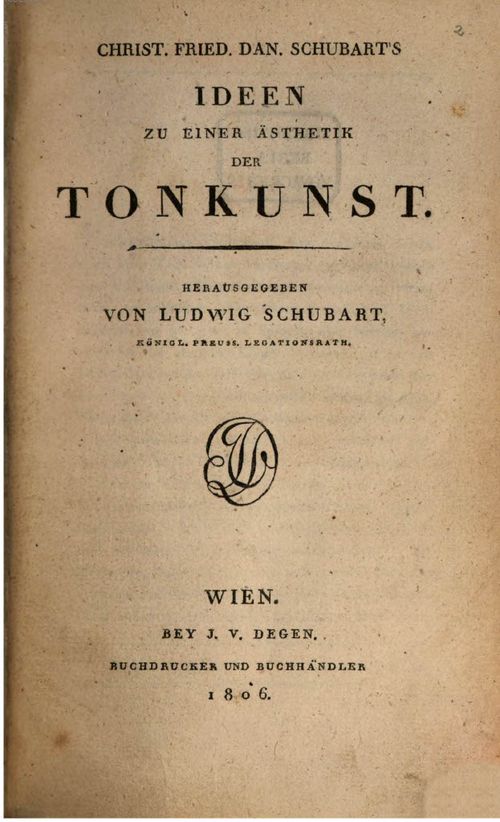 2
CHRIST. FRIED. DAN. SCHUBART'S
IDEEN
ZU EINER ÄSTHETIK
DER
TONKUNST.
HERAUSGEGEBEN
VON LUDWIG SCHUBART,
KÖNIGL. PREUSS. LEGATIONSRATH.
WIEN.
BEY J. V. DEGEN.
BUCHDRUCKER UND BUCHHÄNDLER
1806.